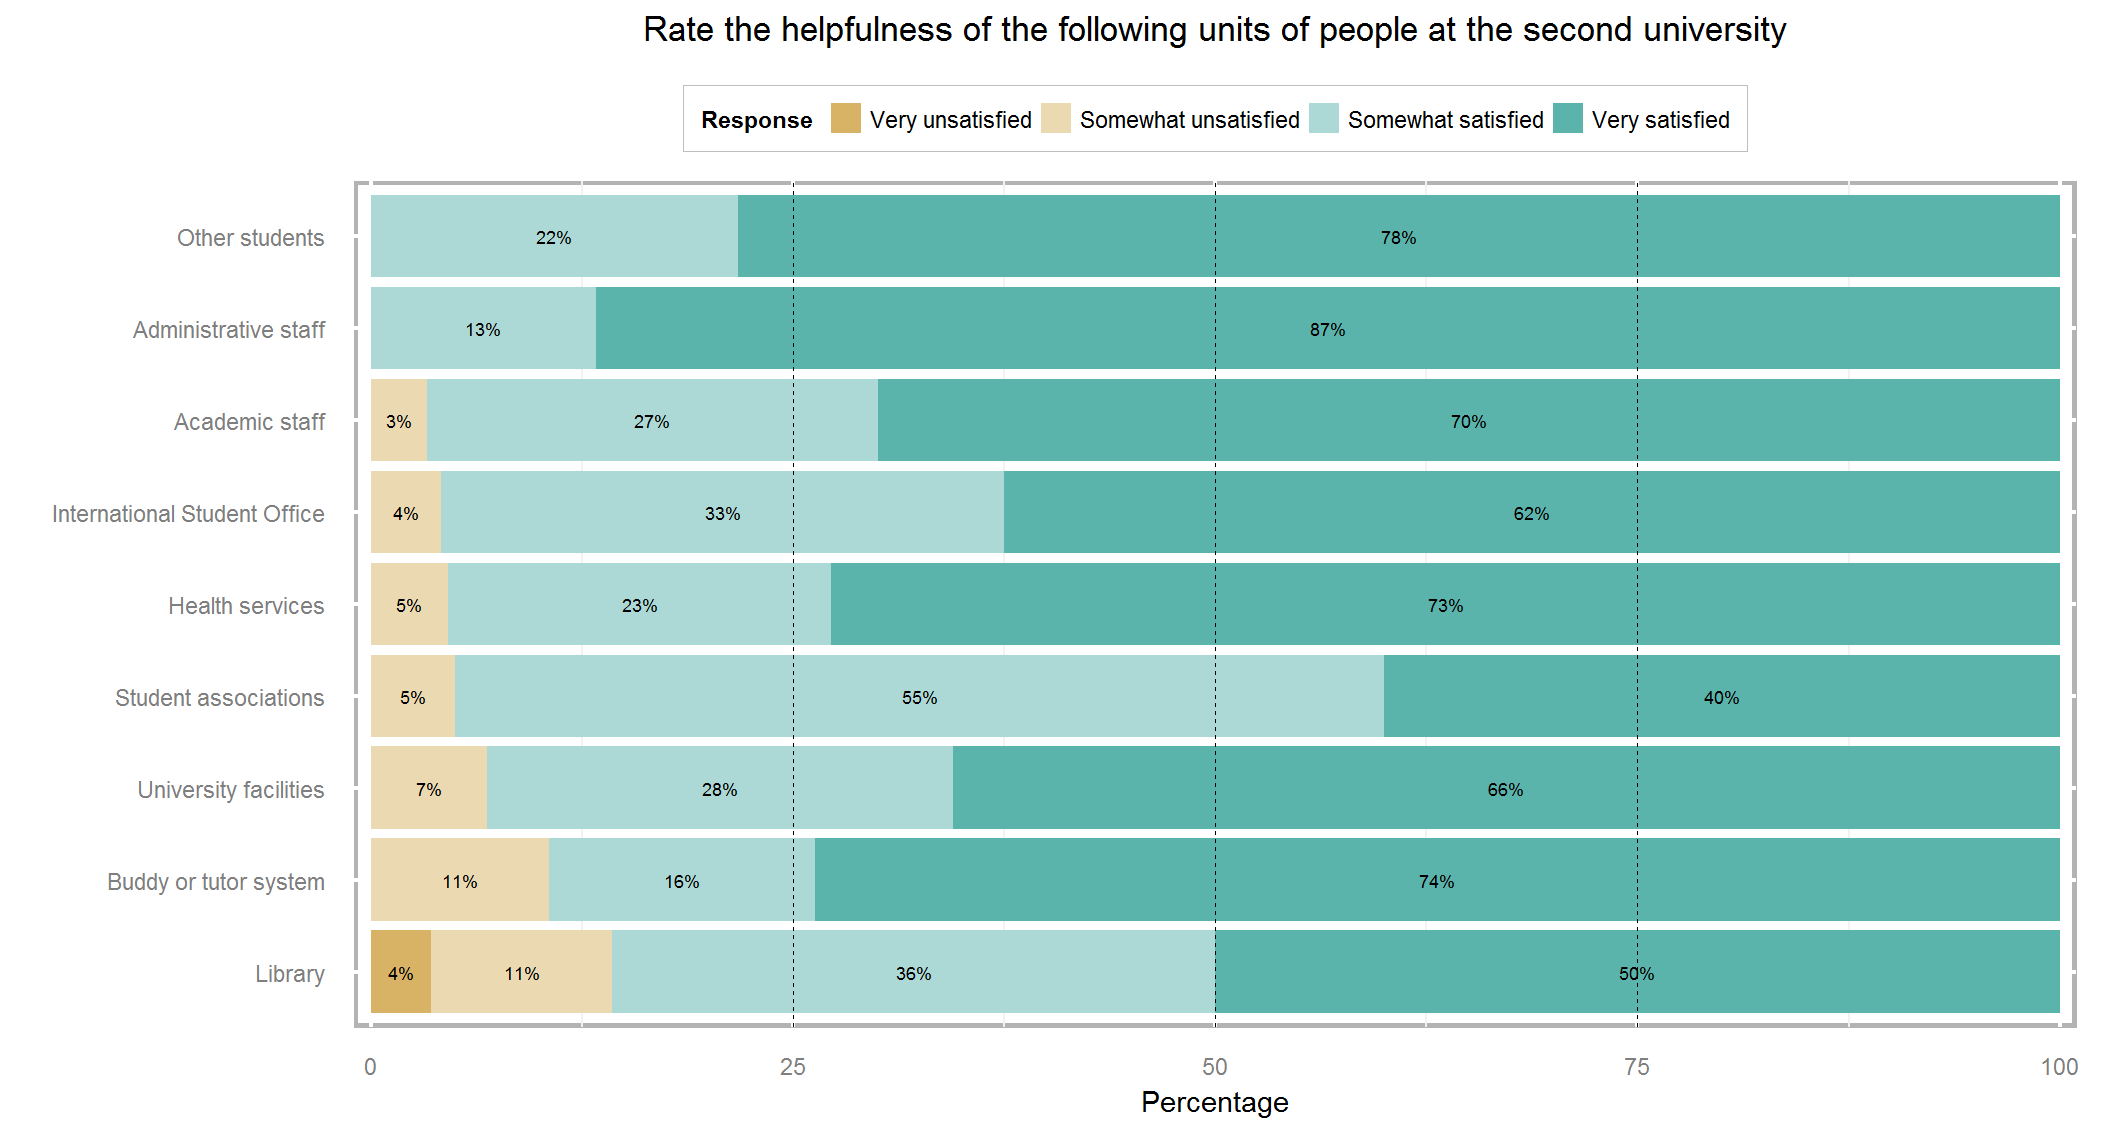 Rate the helpfulness of the following units of people at the second university
Response Very unsatisfied Somewhat unsatisfied Somewhat satisfied Very satisfied
Other students 22% 78%
Administrative staff 13% 87%
Academic staff 3% 27% 70%
International Student Office 4% 33% 62%
Health services 5% 23% 73%
Student associations 5% 55% 40%
University facilities 7% 28% 66%
Buddy or tutor system 11% 16% 74%
Library 4% 11% 36% 50%
0 25 50 75 100
Percentage